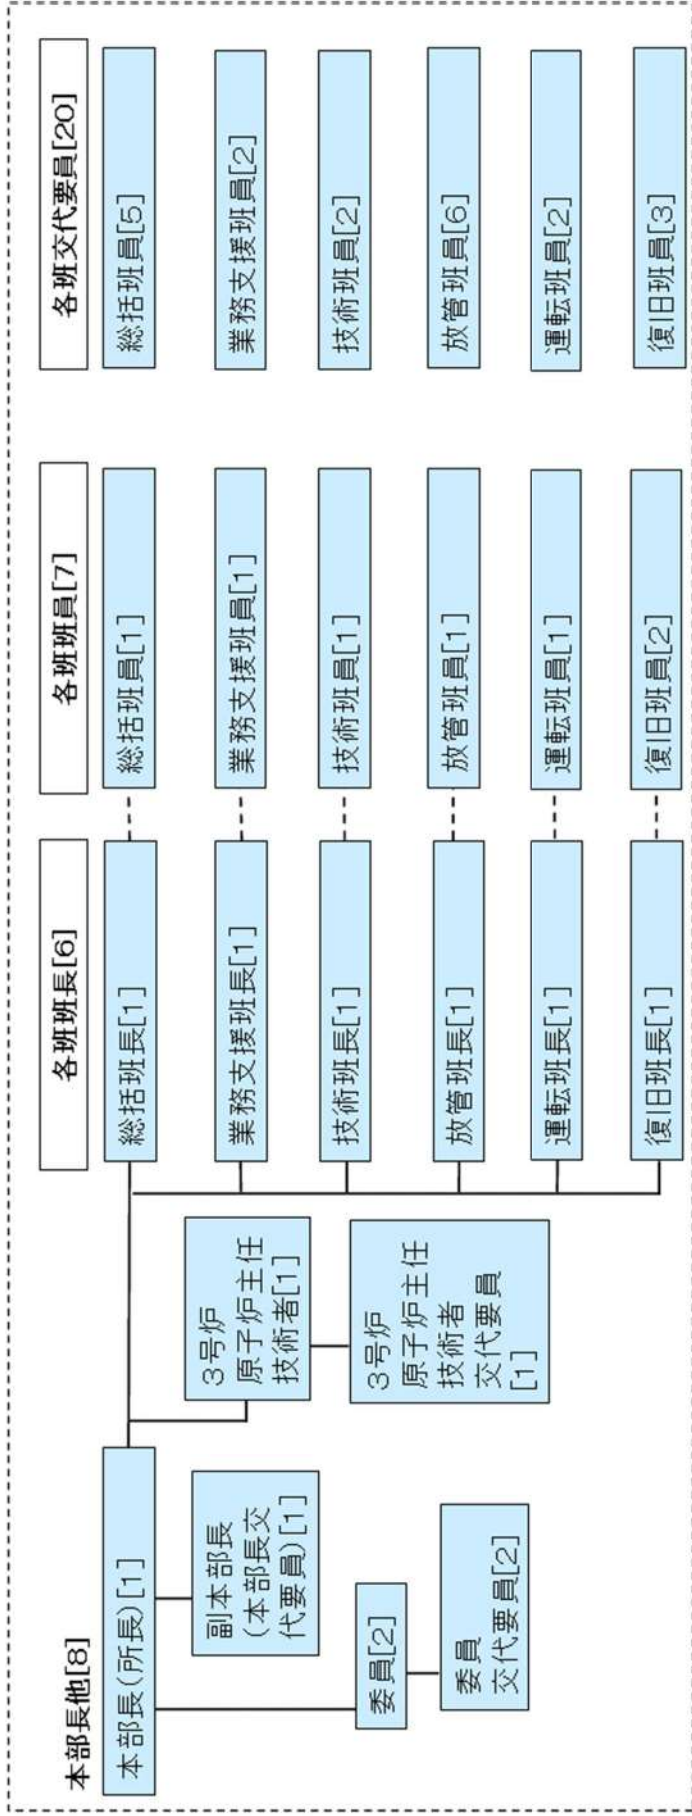 本部長他[8]
本部長(所長)[1]
副本部長
(本部長交
代要員)[1]
委員[2]
委員
交代要員[2]
3号炉
原子炉主任
技術者[1]
3号炉
原子炉主任
技術者
交代要員
[1]
各班班長[6]
総括班長[1]
業務支援班長[1]
技術班長[1]
放管班長[1]
運転班長[1]
復旧班長[1]
各班班員[7]
総括班員[1]
業務支援班員[1]
技術班員[1]
放管班員[1]
運転班員[1]
復旧班員[2]
各班交代要員[20]
総括班員[5]
業務支援班員[2]
技術班員[2]
放管班員[6]
運転班員[2]
復旧班員[3]